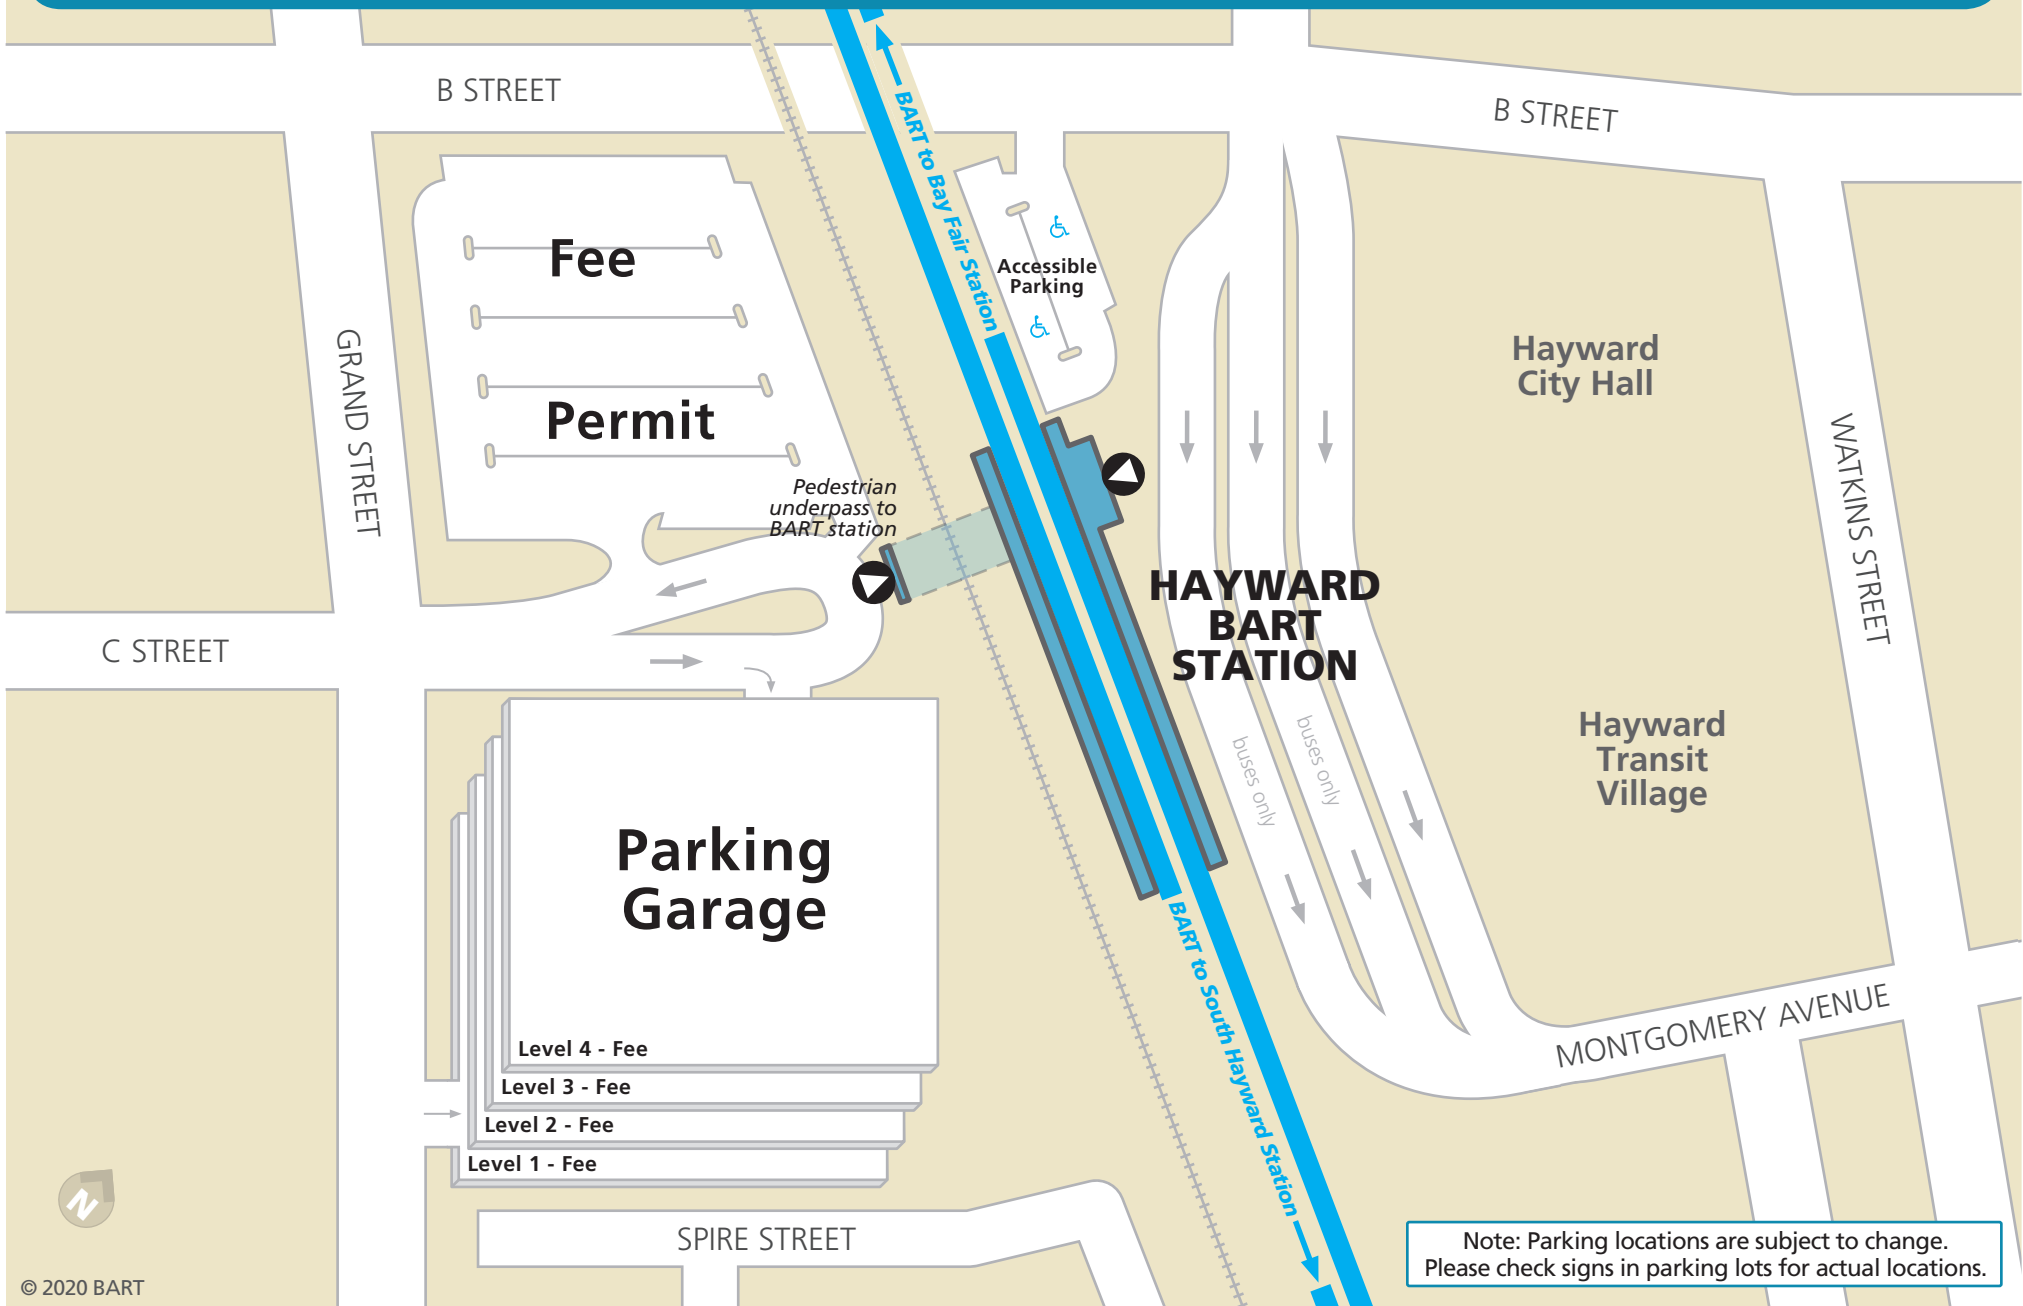 B STREET
B STREET
BART to Bay Fair Station
Fee
Accessible
Parking
GRAND STREET
Hayward
City Hall
Permit
WATKINS STREET
Pedestrian
underpass to
BART station
HAYWARD
BART
STATION
C STREET
buses only
buses only
Hayward
Transit
Village
Parking
Garage
BART to South Hayward Station
MONTGOMERY AVENUE
Level 4 - Fee
Level 3 - Fee
Level 2 - Fee
Level 1 - Fee
N
SPIRE STREET
Note: Parking locations are subject to change.
Please check signs in parking lots for actual locations.
© 2020 BART